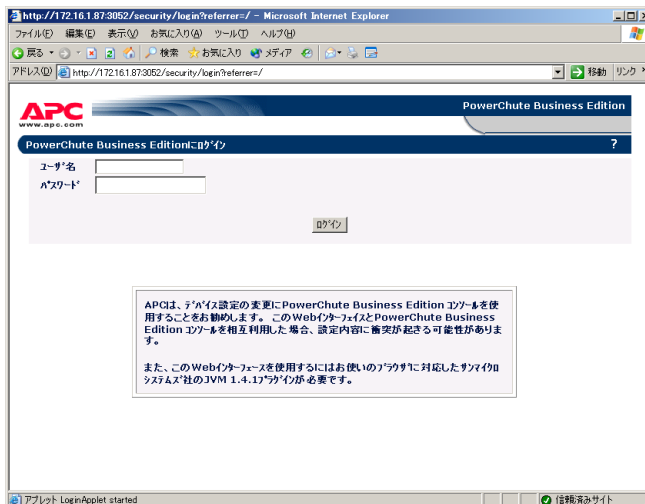 http://172.16.1.87:3052/security/login?referrer=/ - Microsoft Internet Explorer
ファイル(F) 編集(E) 表示(V) お気に入り(A) ツール(T) ヘルプ(H)
戻る 検索 お気に入り メディア
アドレス(D) http://172.16.1.87:3052/security/login?referrer=/ 移動 リンク »
APC
www.apc.com
PowerChute Business Edition
PowerChute Business Editionにﾛｸﾞｲﾝ ?
ﾕｰｻﾞ名
ﾊﾟｽﾜｰﾄﾞ
ﾛｸﾞｲﾝ
APCは、ﾃﾞﾊﾞｲｽ設定の変更にPowerChute Business Edition ｺﾝｿｰﾙを使
用することをお勧めします。 このWebｲﾝﾀｰﾌｪｲｽとPowerChute Business
Edition ｺﾝｿｰﾙを相互利用した場合、設定内容に衝突が起きる可能性がありま
す。
また、このWebｲﾝﾀｰﾌｪｰｽを使用するにはお使いのﾌﾞﾗｳｻﾞに対応したｻﾝﾏｲｸﾛ
ｼｽﾃﾑｽﾞ社のJVM 1.4.1ﾌﾟﾗｸﾞｲﾝが必要です。
アプレット LoginApplet started 信頼済みサイト